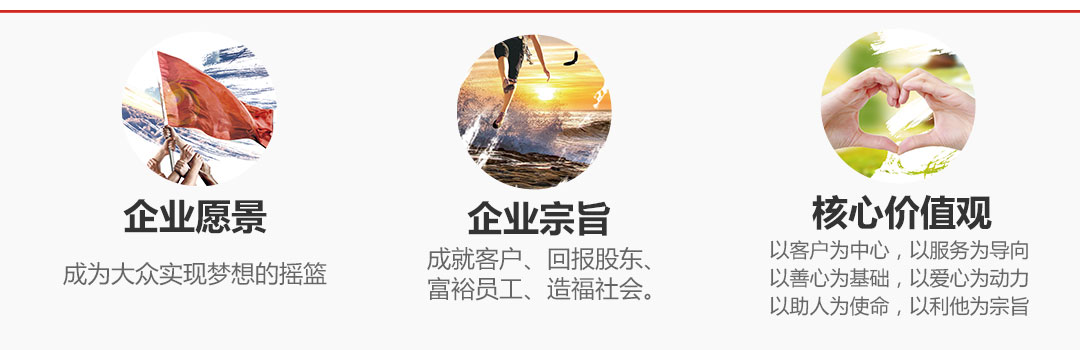 企业愿景
成为大众实现梦想的摇篮
企业宗旨
成就客户、回报股东、
富裕员工、造福社会。
核心价值观
以客户为中心，以服务为导向
以善心为基础，以爱心为动力
以助人为使命，以利他为宗旨